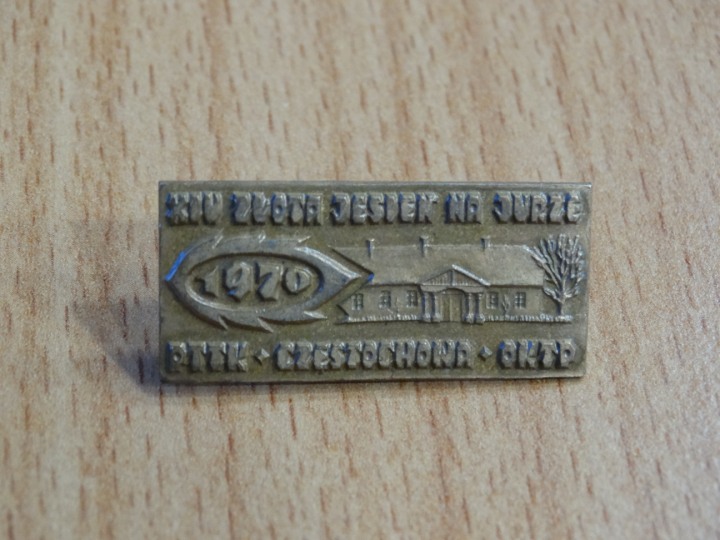 XIV ZŁOTA JESIEŃ NA JURZE
1970
PTTK • CZĘSTOCHOWA • OKTP